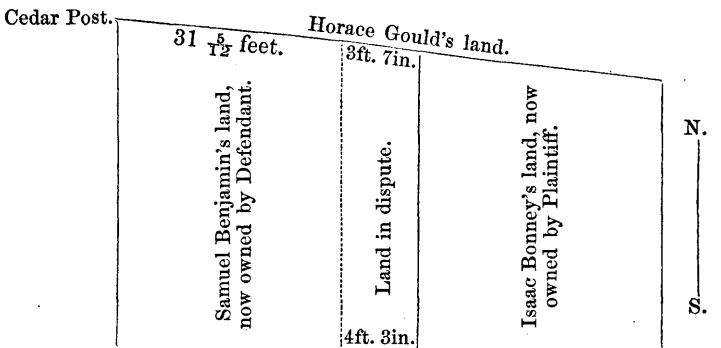 Cedar Post.
Horace Gould's land.
31 5/12 feet.
3ft. 7in.
Samuel Benjamin's land,
now owned by Defendant.
Land in dispute.
Isaac Bonney's land, now
owned by Plaintiff.
N.
S.
4ft. 3in.